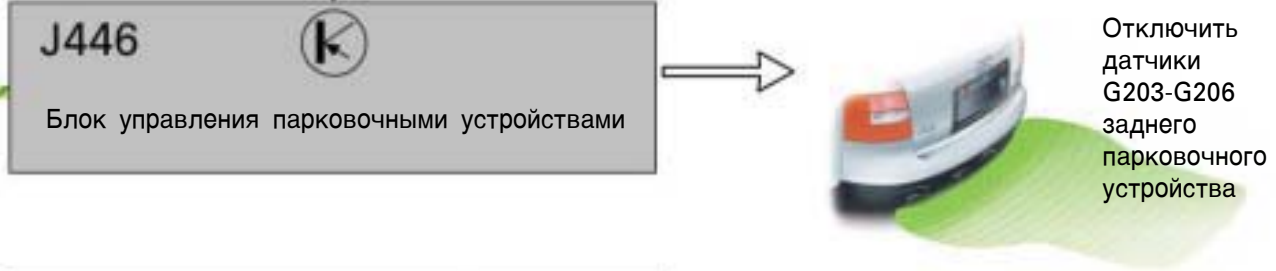 J446
Блок управления парковочными устройствами
Отключить
датчики
G203-G206
заднего
парковочного
устройства